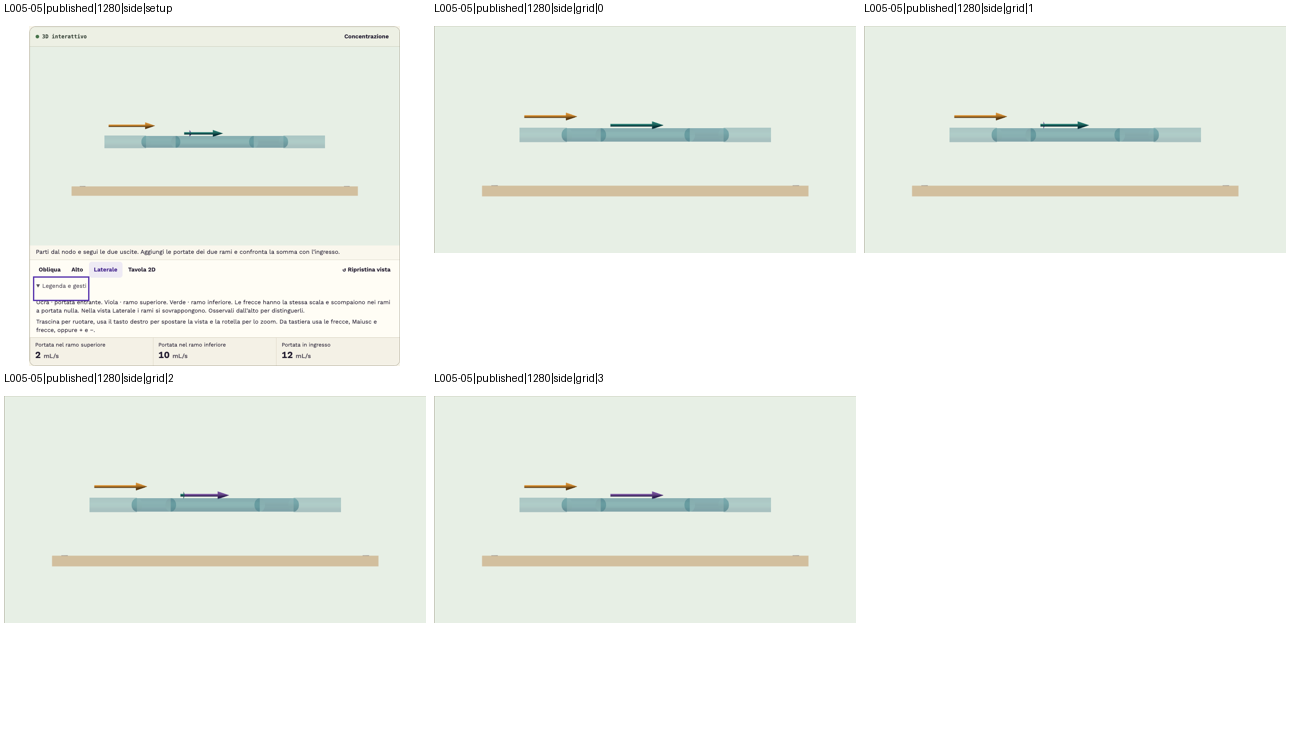 L005-05|published|1280|side|setup
L005-05|published|1280|side|grid|0
L005-05|published|1280|side|grid|1
3D interattivo
Concentrazione
Parti dal nodo e segui le due uscite. Aggiungi le portate dei due rami e confronta la somma con l'ingresso.
Obliqua Alto Laterale Tavola 2D
↺ Ripristina vista
▼ Legenda e gesti
Ocra · portata entrante. Viola · ramo superiore. Verde · ramo inferiore. Le frecce hanno la stessa scala e scompaiono nei rami
a portata nulla. Nella vista Laterale i rami si sovrappongono. Osservali dall'alto per distinguerli.
Trascina per ruotare, usa il tasto destro per spostare la vista e la rotella per lo zoom. Da tastiera usa le frecce, Maiusc e
frecce, oppure + e −.
Portata nel ramo superiore
2 mL/s
Portata nel ramo inferiore
10 mL/s
Portata in ingresso
12 mL/s
L005-05|published|1280|side|grid|2
L005-05|published|1280|side|grid|3